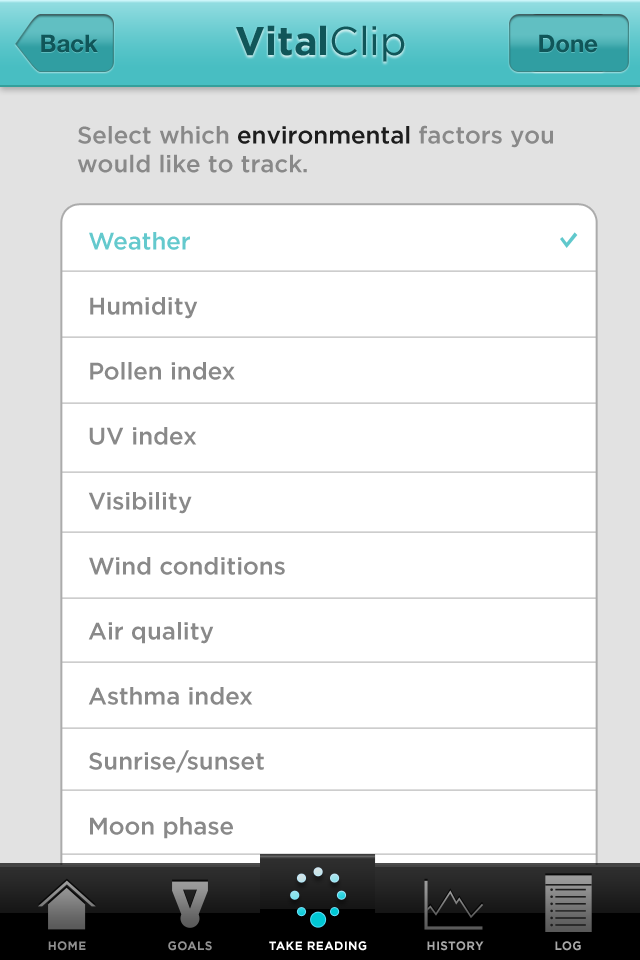 Back
VitalClip
Done
Select which environmental factors you
would like to track.
Weather
Humidity
Pollen index
UV index
Visibility
Wind conditions
Air quality
Asthma index
Sunrise/sunset
Moon phase
HOME
GOALS
TAKE READING
HISTORY
LOG